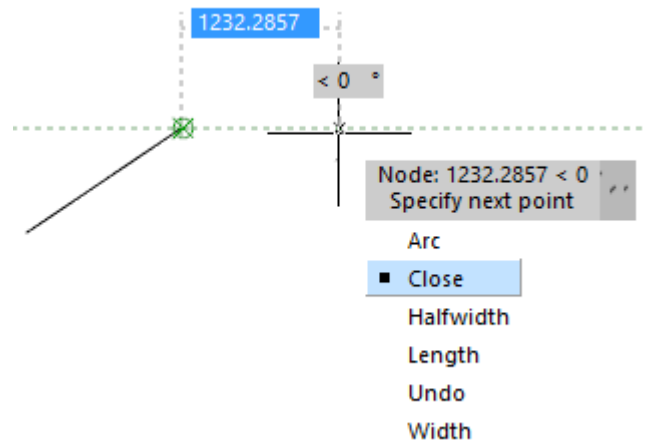 1232.2857
< 0 °
Node: 1232.2857 < 0
Specify next point
Arc
Close
Halfwidth
Length
Undo
Width